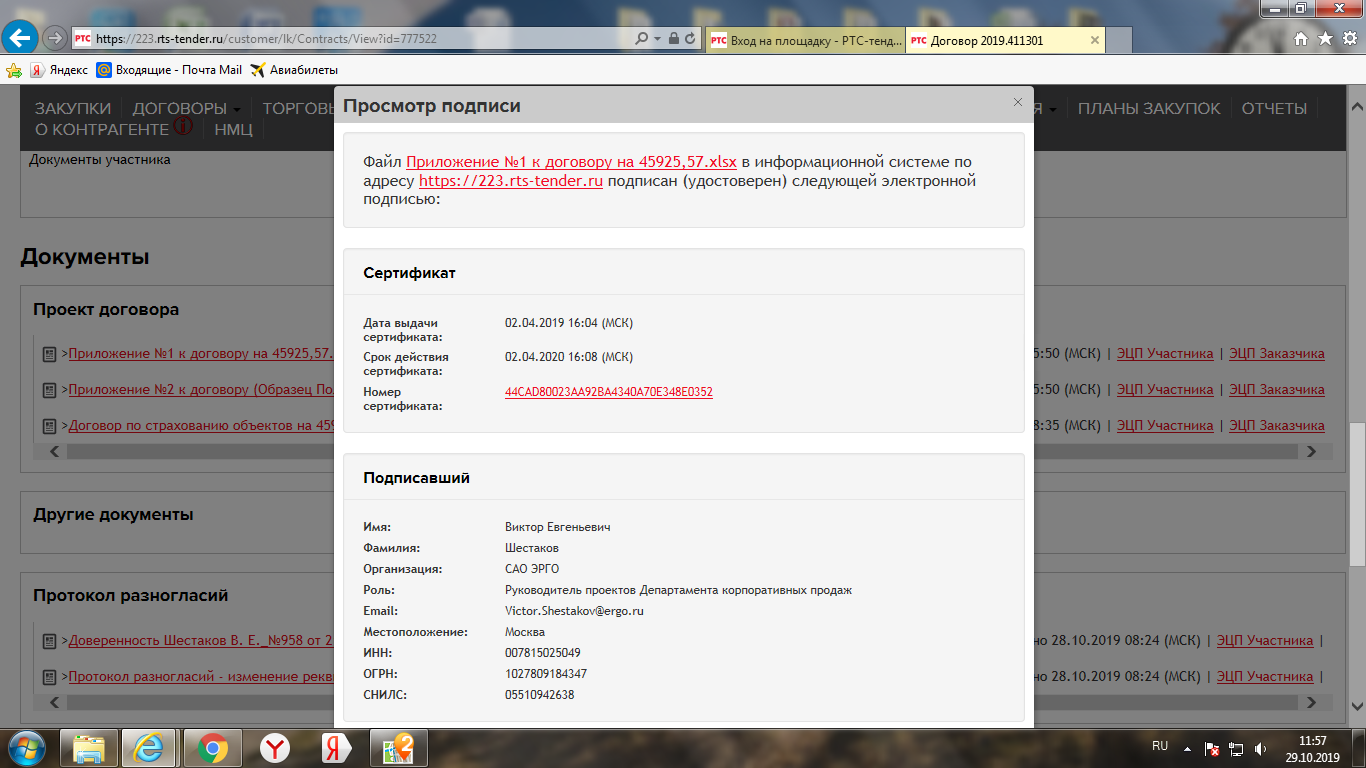 https://223.rts-tender.ru/customer/lk/Contracts/View?id=777522
РТС Вход на площадку - РТС-тенд...
РТС Договор 2019.411301
Яндекс Входящие - Почта Mail Авиабилеты
ЗАКУПКИ ДОГОВОРЫ ПЛАНЫ ЗАКУПОК ОТЧЕТЫ
О КОНТРАГЕНТЕ НМЦ
Документы участника
Документы
Проект договора
>Приложение №1 к договору на 45925,57. 5:50 (МСК) | ЭЦП Участника | ЭЦП Заказчика
>Приложение №2 к договору (Образец 5:50 (МСК) | ЭЦП Участника | ЭЦП Заказчика
>Договор по страхованию объектов на 8:35 (МСК) | ЭЦП Участника | ЭЦП Заказчика
Другие документы
Протокол разногласий
>Доверенность Шестаков В. Е._№958 от 28.10.2019 08:24 (МСК) | ЭЦП Участника |
>Протокол разногласий - изменение 28.10.2019 08:24 (МСК) | ЭЦП Участника |
Просмотр подписи
Файл Приложение №1 к договору на 45925,57.xlsx в информационной системе по
адресу https://223.rts-tender.ru подписан (удостоверен) следующей электронной
подписью:
Сертификат
Дата выдачи
сертификата:
02.04.2019 16:04 (МСК)
Срок действия
сертификата:
02.04.2020 16:08 (МСК)
Номер
сертификата:
44CAD80023AA92BA4340A70E348E0352
Подписавший
Имя: Виктор Евгеньевич
Фамилия: Шестаков
Организация: САО ЭРГО
Роль: Руководитель проектов Департамента корпоративных продаж
Email: Victor.Shestakov@ergo.ru
Местоположение: Москва
ИНН: 007815025049
ОГРН: 1027809184347
СНИЛС: 05510942638
RU
11:57
29.10.2019